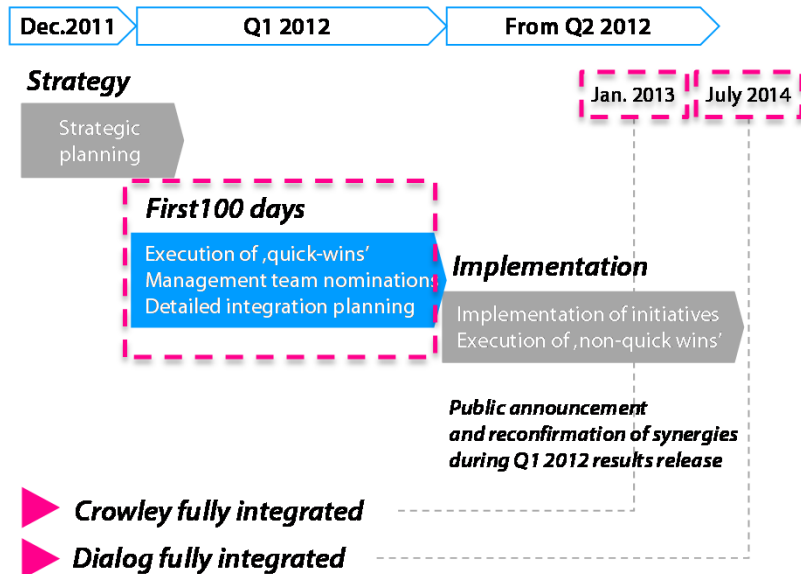 Dec.2011
Q1 2012
From Q2 2012
Strategy
Jan. 2013
July 2014
Strategic
planning
First100 days
Execution of ‚quick-wins’
Management team nominations
Detailed integration planning
Implementation
Implementation of initiatives
Execution of ‚non-quick wins’
Public announcement
and reconfirmation of synergies
during Q1 2012 results release
Crowley fully integrated
Dialog fully integrated